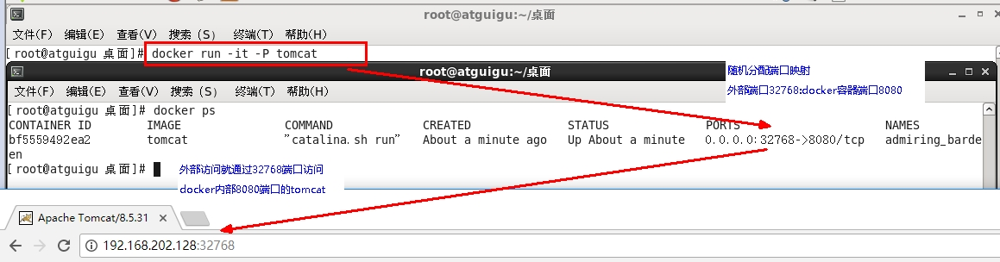 root@atguigu:~/桌面
文件(F) 编辑(E) 查看(V) 搜索 (S) 终端(T) 帮助(H)
[root@atguigu 桌面]# docker run -it -P tomcat
root@atguigu:~/桌面
文件(F) 编辑(E) 查看(V) 搜索 (S) 终端(T) 帮助(H)
随机分配端口映射
外部端口32768:docker容器端口8080
[root@atguigu 桌面]# docker ps
CONTAINER ID IMAGE COMMAND CREATED STATUS PORTS NAMES
bf5559492ea2 tomcat "catalina.sh run" About a minute ago Up About a minute 0.0.0.0:32768->8080/tcp admiring_barde
en
[root@atguigu 桌面]#
外部访问就通过32768端口访问
docker内部8080端口的tomcat
Apache Tomcat/8.5.31
192.168.202.128:32768